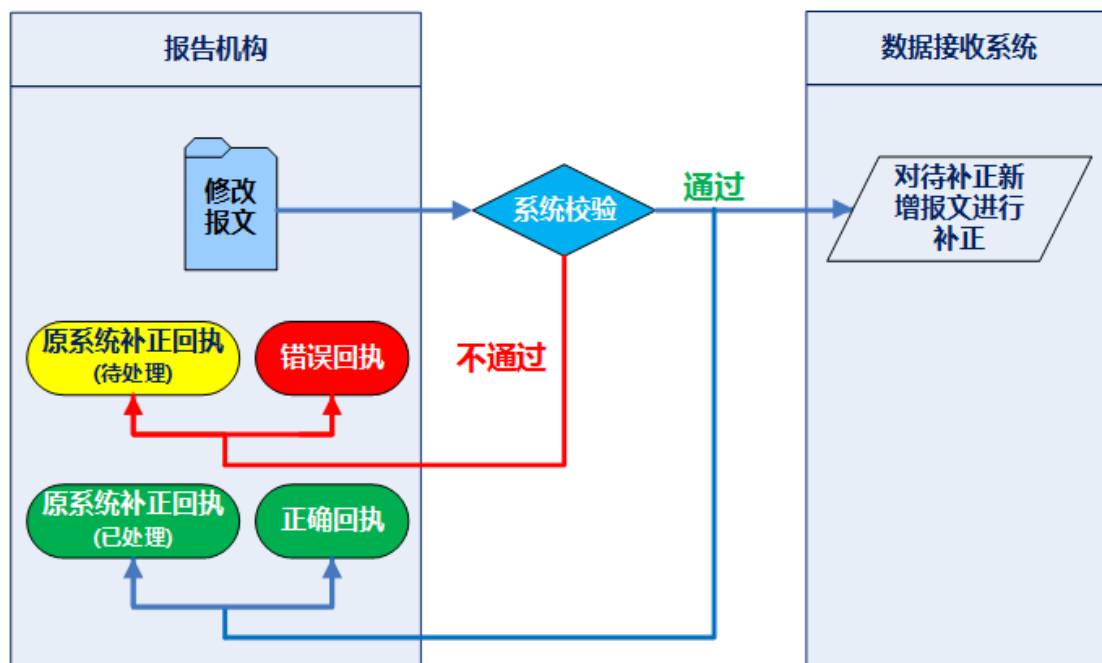 报告机构
数据接收系统
修改
报文
系统校验
通过
对待补正新
增报文进行
补正
原系统补正回执
(待处理)
错误回执
不通过
原系统补正回执
(已处理)
正确回执